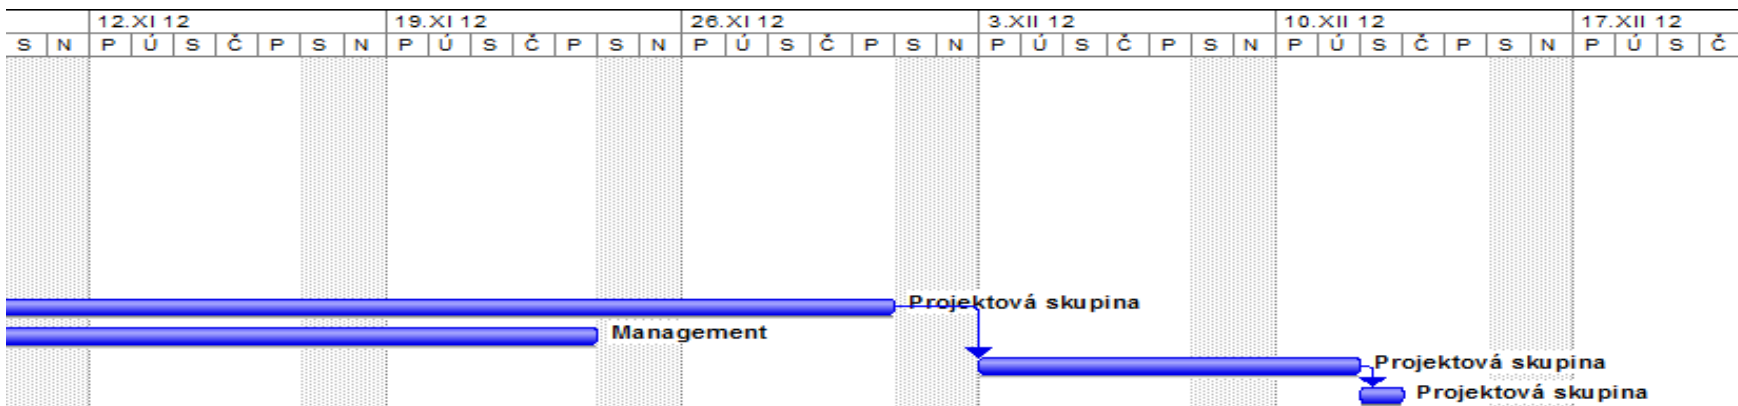 12.XI 12 19.XI 12 26.XI 12 3.XII 12 10.XII 12 17.XII 12
S N P Ú S Č P S N P Ú S Č P S N P Ú S Č P S N P Ú S Č P S N P Ú S Č P S N P Ú S Č
Projektová skupina
Management
Projektová skupina
Projektová skupina